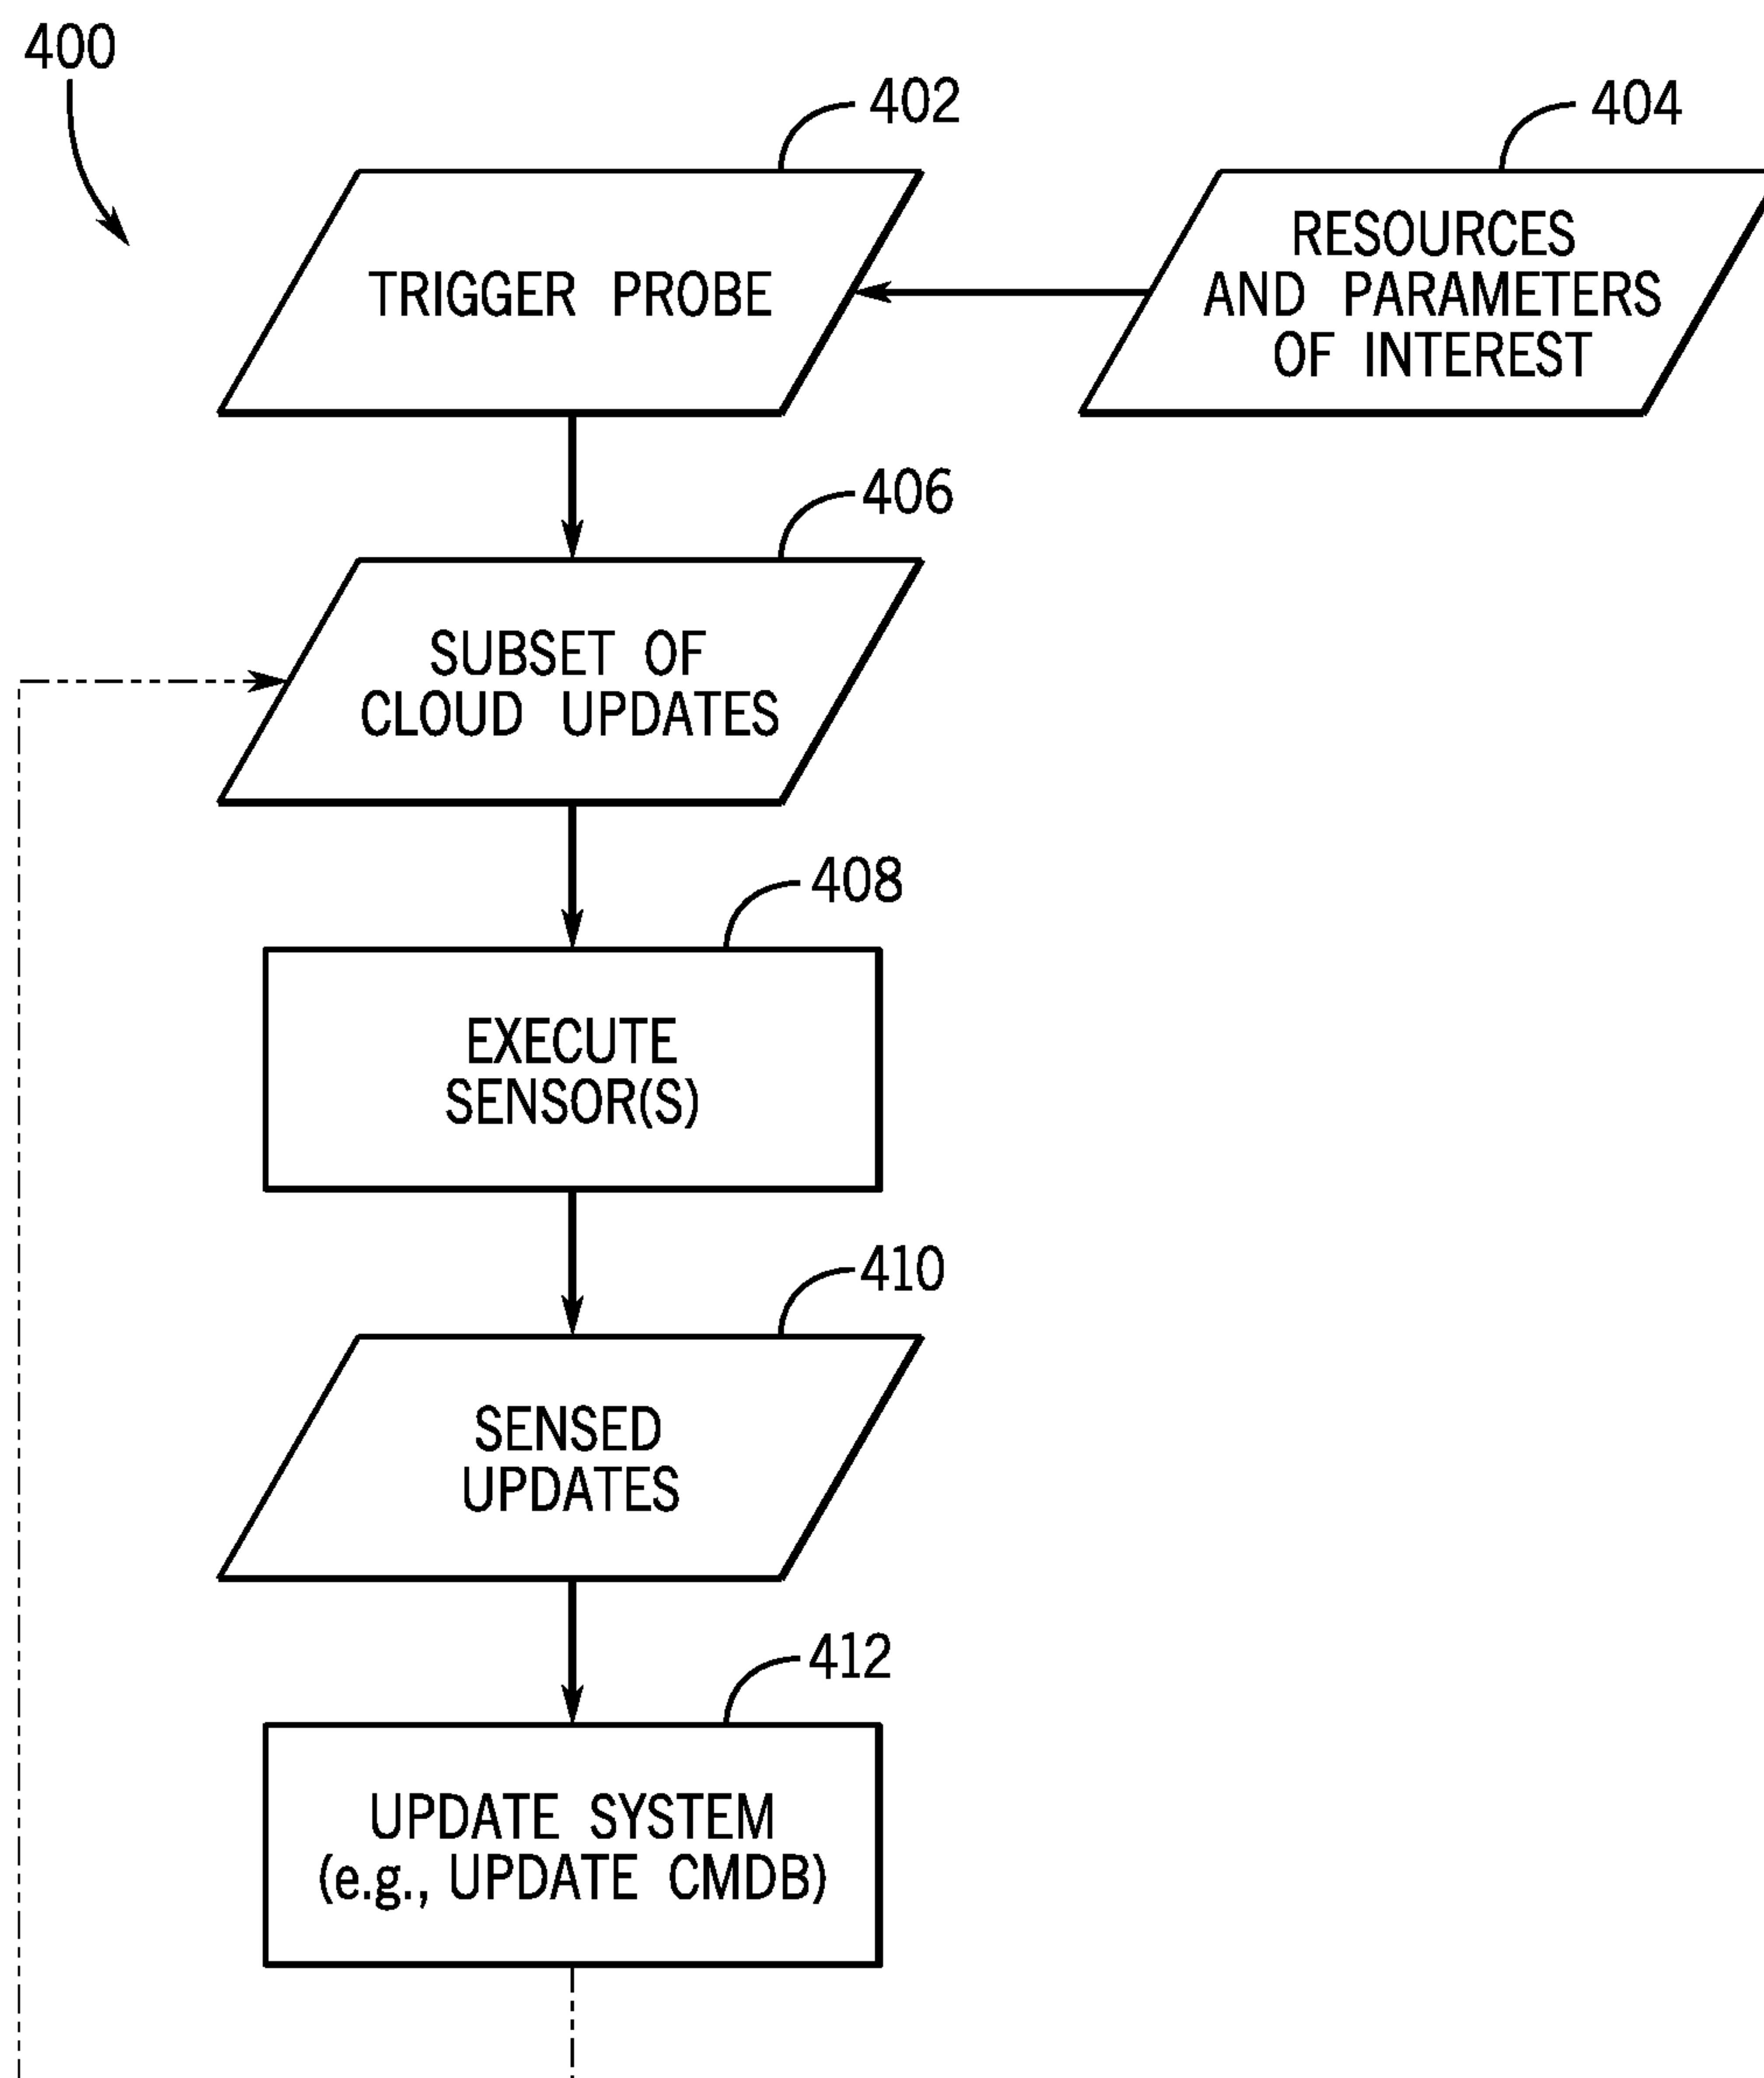 400
402
404
TRIGGER PROBE
RESOURCES
AND PARAMETERS
OF INTEREST
406
SUBSET OF
CLOUD UPDATES
408
EXECUTE
SENSOR(S)
410
SENSED
UPDATES
412
UPDATE SYSTEM
(e.g., UPDATE CMDB)